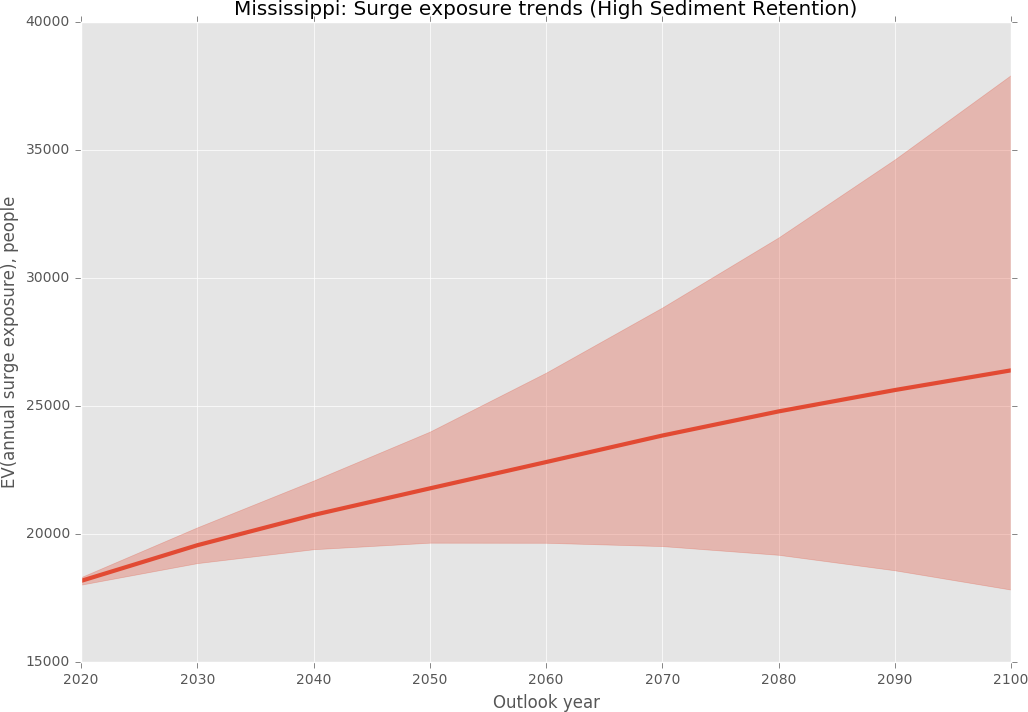 Mississippi: Surge exposure trends (High Sediment Retention)
40000
35000
30000
25000
20000
15000
EV(annual surge exposure), people
2020 2030 2040 2050 2060 2070 2080 2090 2100
Outlook year